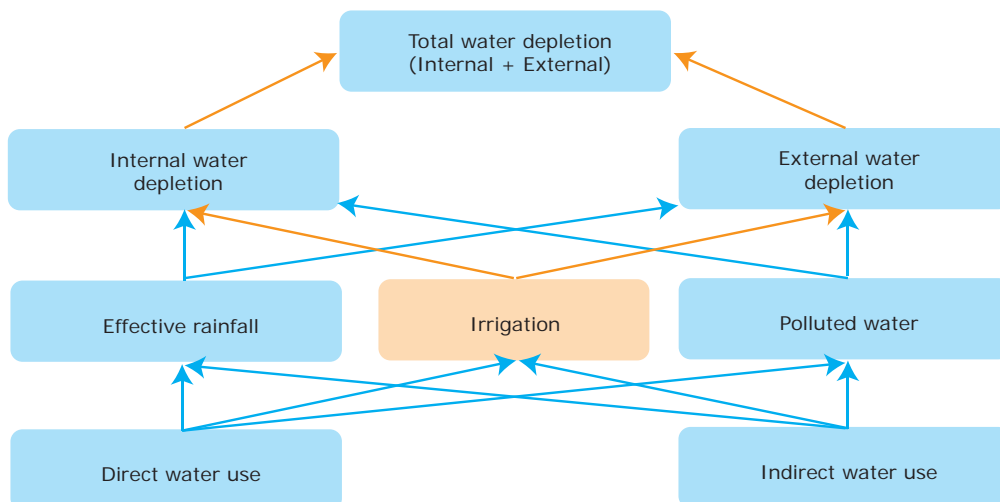 Total water depletion
(Internal + External)
Internal water
depletion
External water
depletion
Effective rainfall
Irrigation
Polluted water
Direct water use
Indirect water use